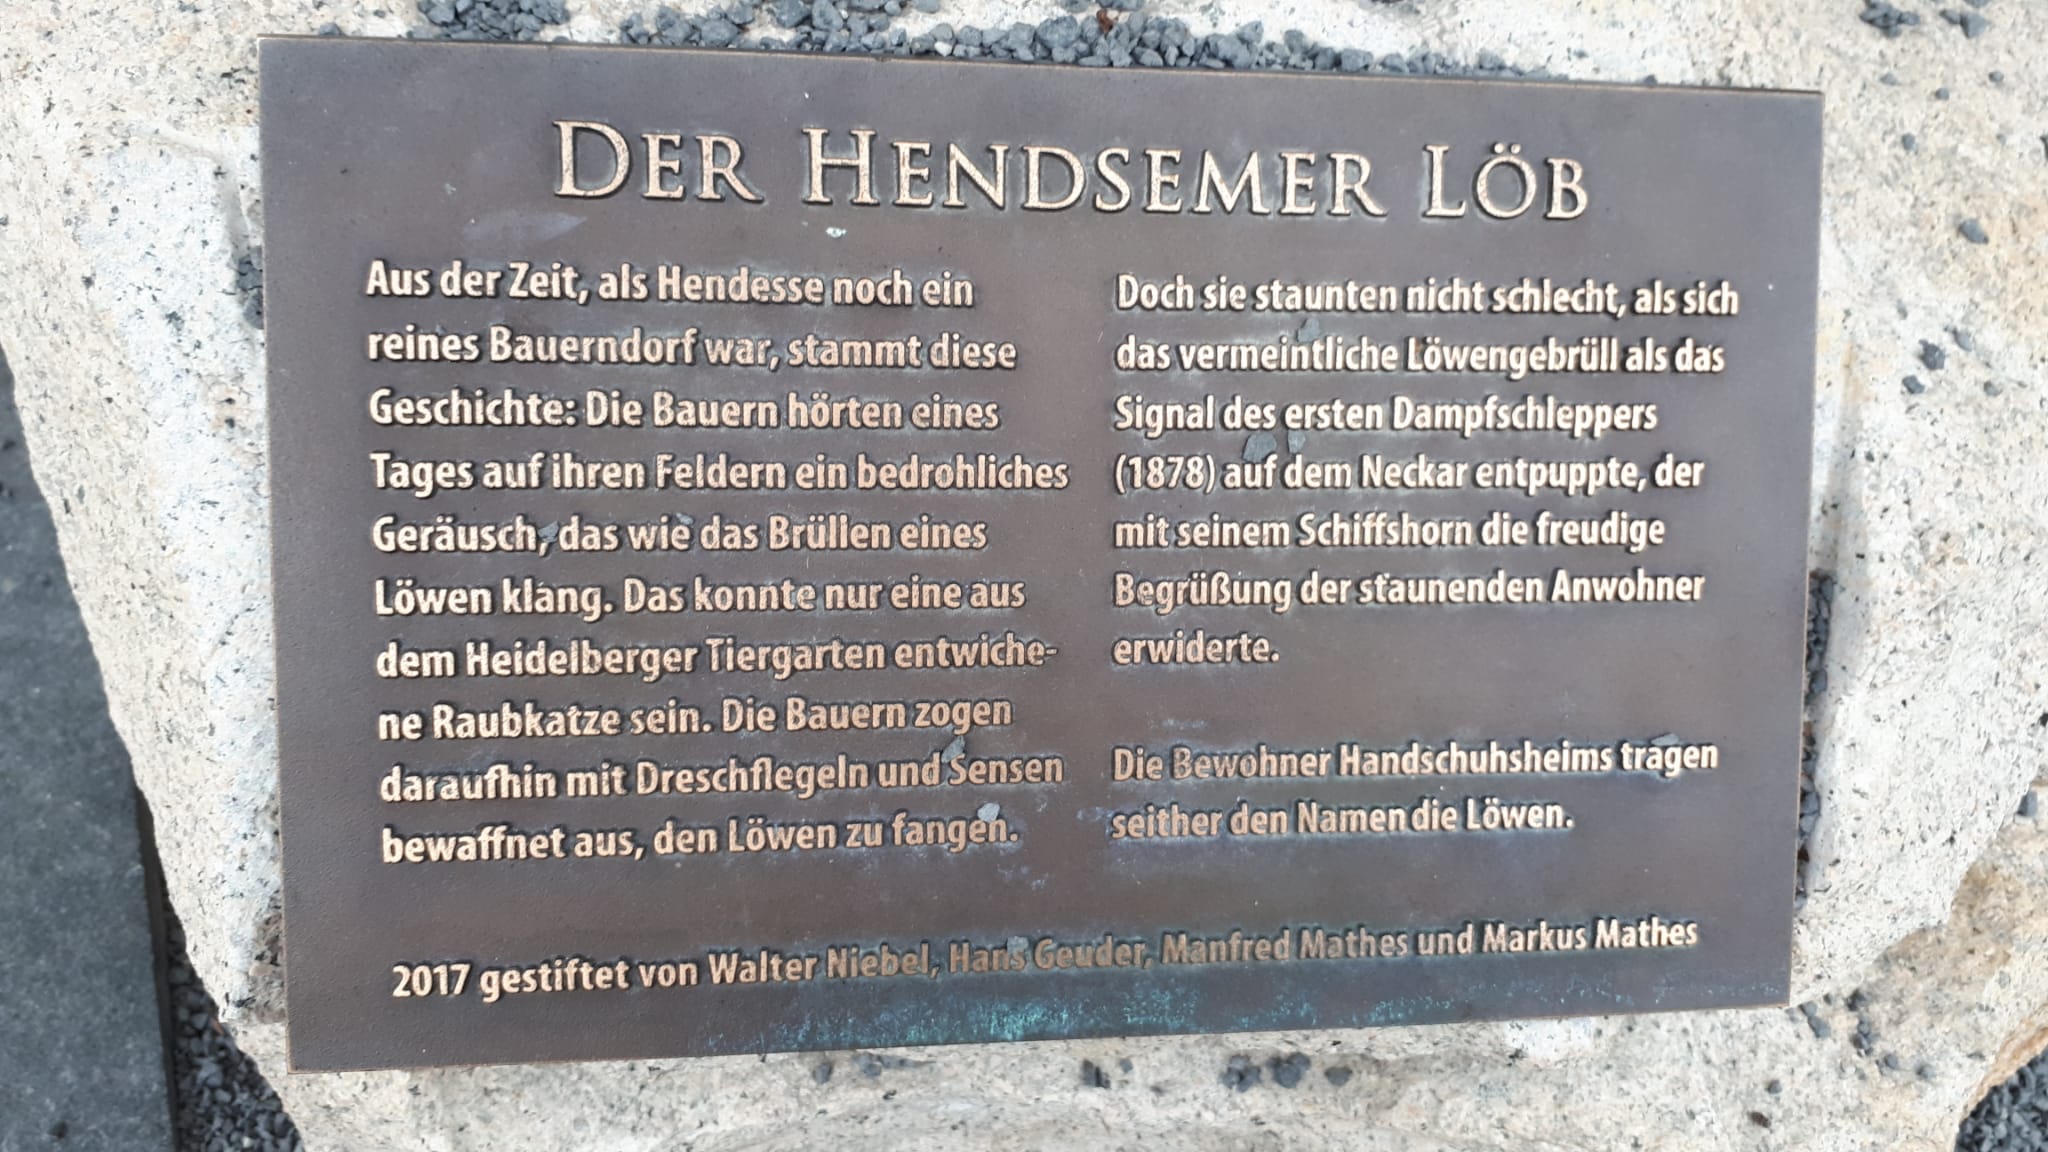 DER HENDSEMER LÖB
Aus der Zeit, als Hendesse noch ein
reines Bauerndorf war, stammt diese
Geschichte: Die Bauern hörten eines
Tages auf ihren Feldern ein bedrohliches
Geräusch, das wie das Brüllen eines
Löwen klang. Das konnte nur eine aus
dem Heidelberger Tiergarten entwiche-
ne Raubkatze sein. Die Bauern zogen
daraufhin mit Dreschflegeln und Sensen
bewaffnet aus, den Löwen zu fangen.
Doch sie staunten nicht schlecht, als sich
das vermeintliche Löwengebrüll als das
Signal des ersten Dampfschleppers
(1878) auf dem Neckar entpuppte, der
mit seinem Schiffshorn die freudige
Begrüßung der staunenden Anwohner
erwiderte.
Die Bewohner Handschuhsheims tragen
seither den Namen die Löwen.
2017 gestiftet von Walter Niebel, Hans Geuder, Manfred Mathes und Markus Mathes